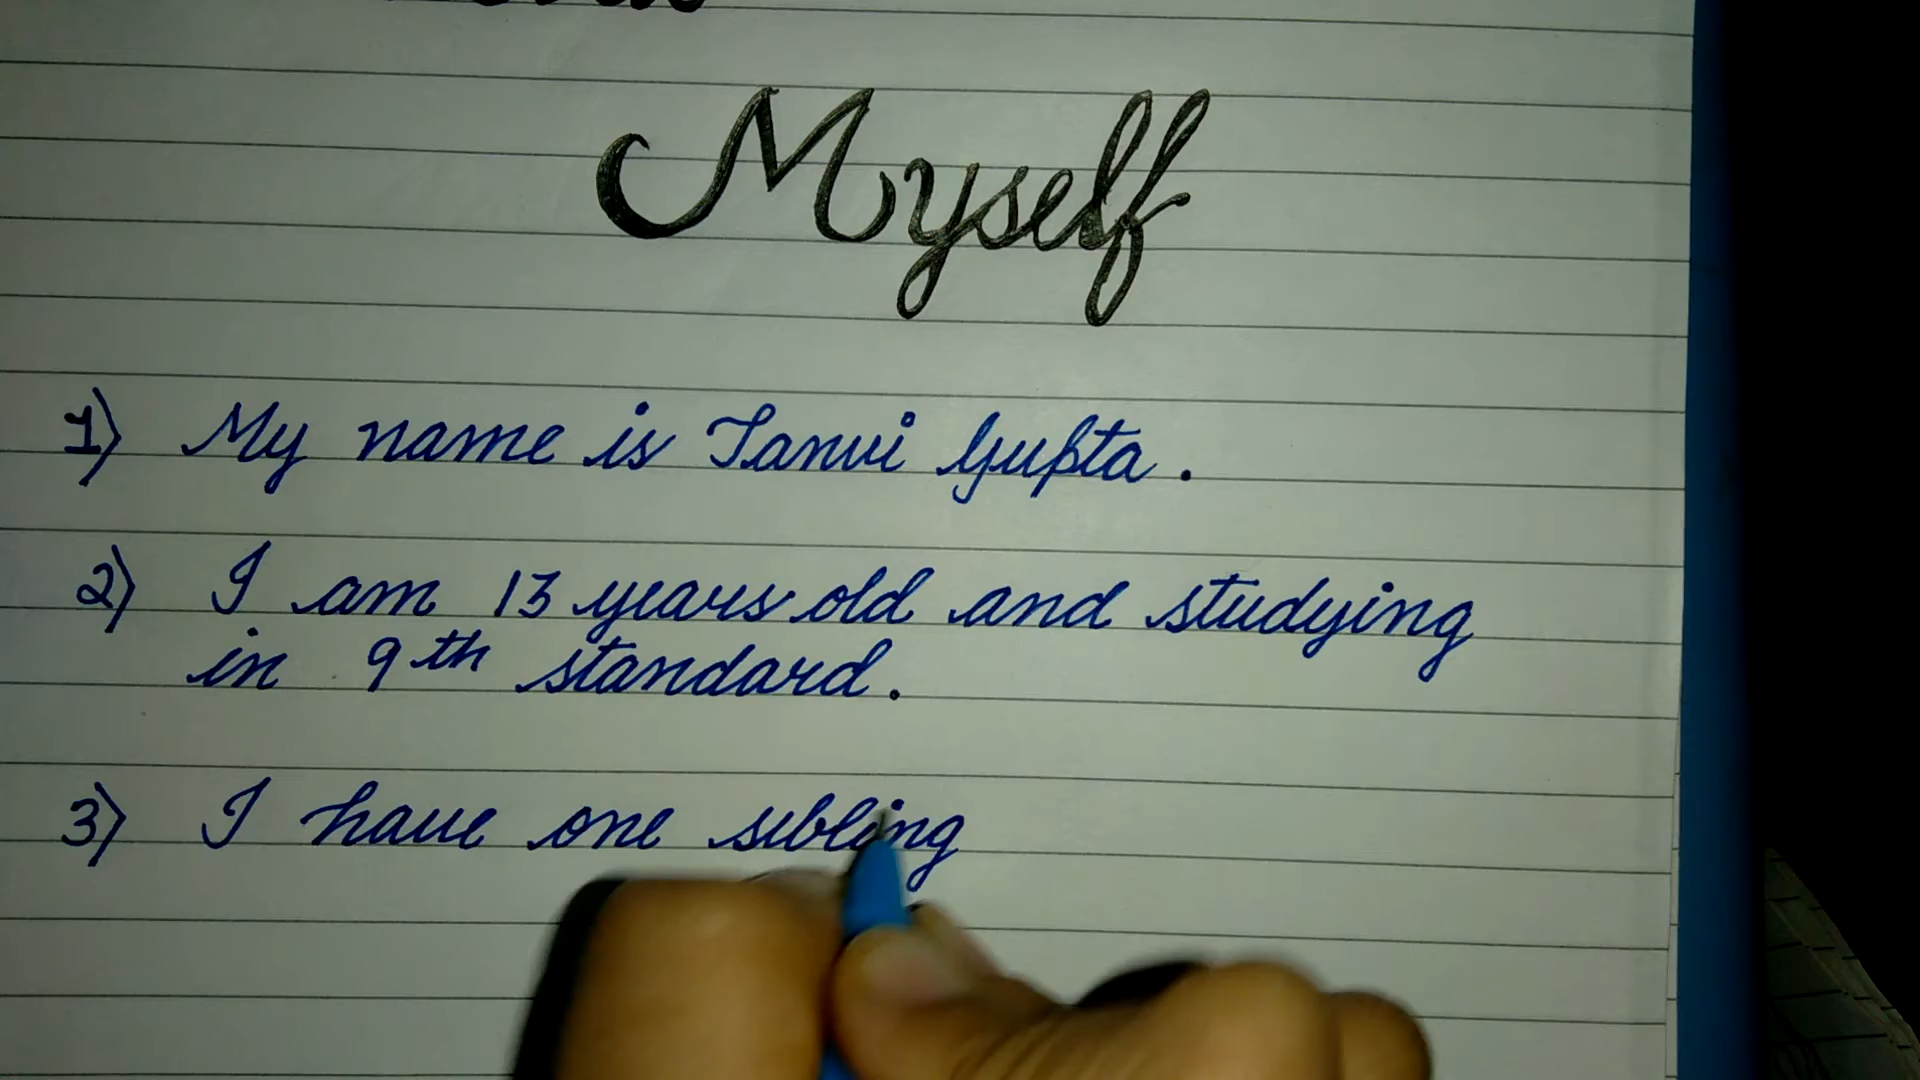 Myself
1) My name is Tanvi Gupta.
2) I am 13 years old and studying
in 9th standard.
3) I have one sibling